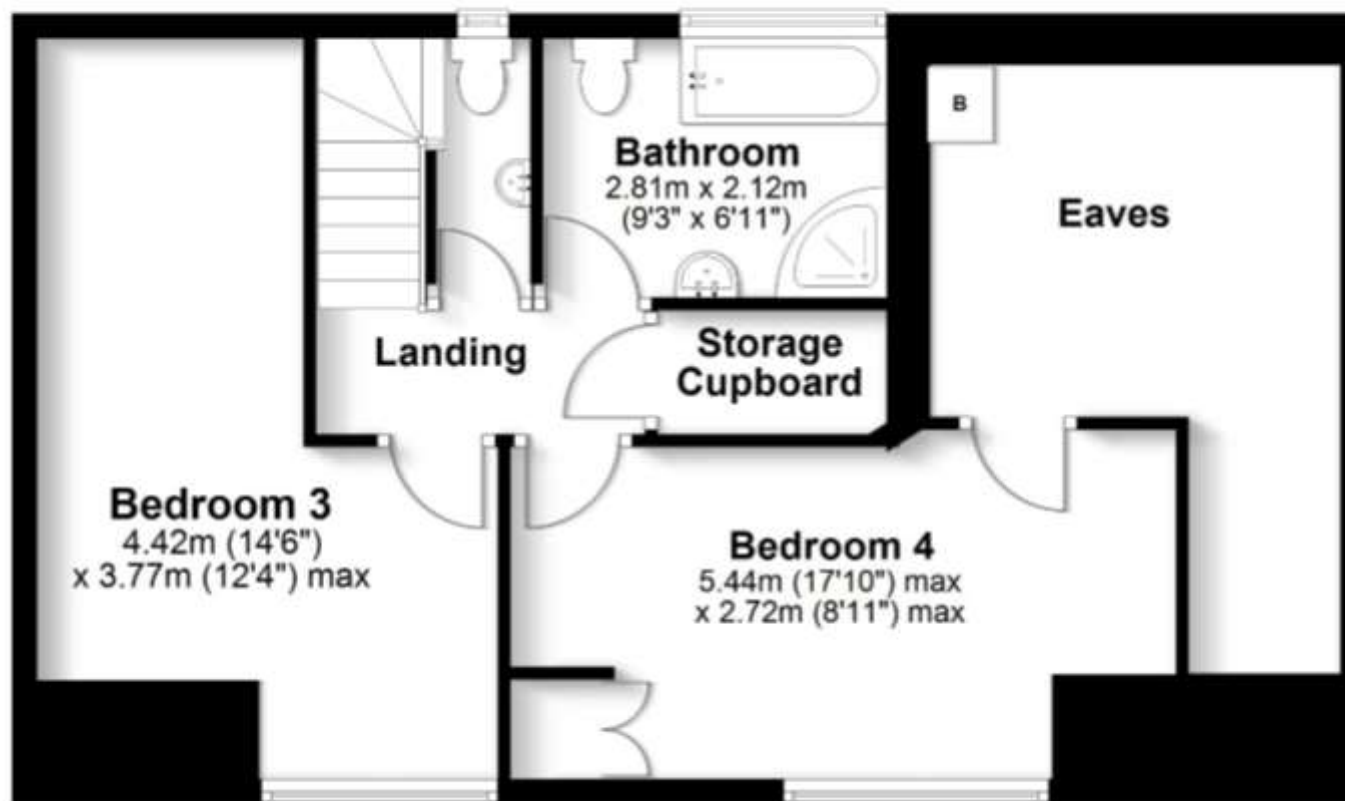 B
Bathroom
2.81m x 2.12m
(9'3" x 6'11")
Eaves
Landing
Storage
Cupboard
Bedroom 3
4.42m (14'6")
x 3.77m (12'4") max
Bedroom 4
5.44m (17'10") max
x 2.72m (8'11") max